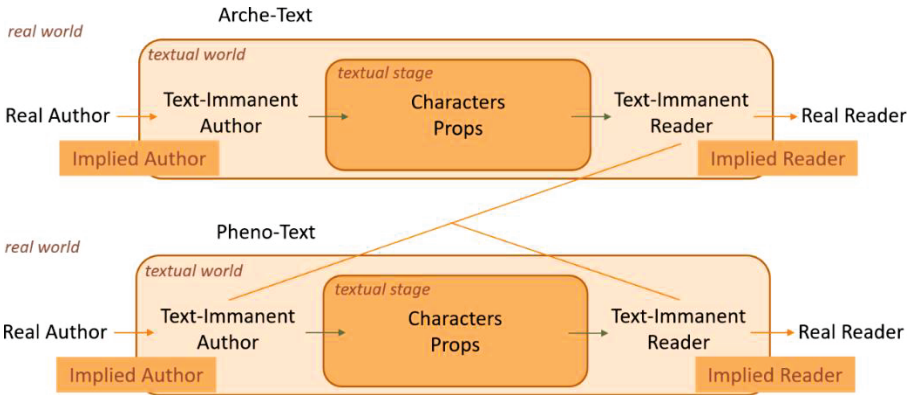 Arche-Text
real world
textual world
textual stage
Real Author
Text-Immanent
Author
Characters
Props
Text-Immanent
Reader
Real Reader
Implied Author
Implied Reader
Pheno-Text
real world
textual world
textual stage
Real Author
Text-Immanent
Author
Characters
Props
Text-Immanent
Reader
Real Reader
Implied Author
Implied Reader